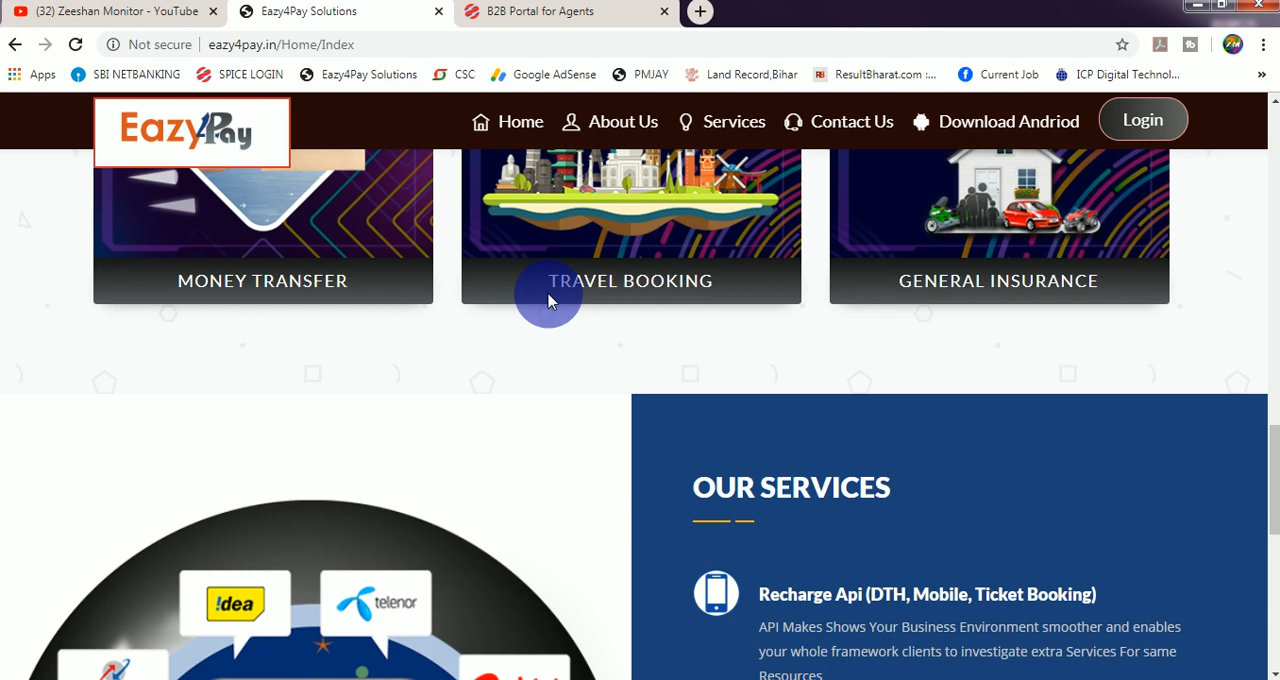 (32) Zeeshan Monitor - YouTube
Eazy4Pay Solutions
B2B Portal for Agents
Not secure
eazy4pay.in/Home/Index
Apps
SBI NETBANKING
SPICE LOGIN
Eazy4Pay Solutions
CSC
Google AdSense
PMJAY
Land Record,Bihar
ResultBharat.com :...
Current Job
ICP Digital Technol...
Eazy4Pay
Home
About Us
Services
Contact Us
Download Andriod
Login
MONEY TRANSFER
TRAVEL BOOKING
GENERAL INSURANCE
OUR SERVICES
!dea
telenor
Recharge Api (DTH, Mobile, Ticket Booking)
API Makes Shows Your Business Environment smoother and enables
your whole framework clients to investigate extra Services For same
Resources